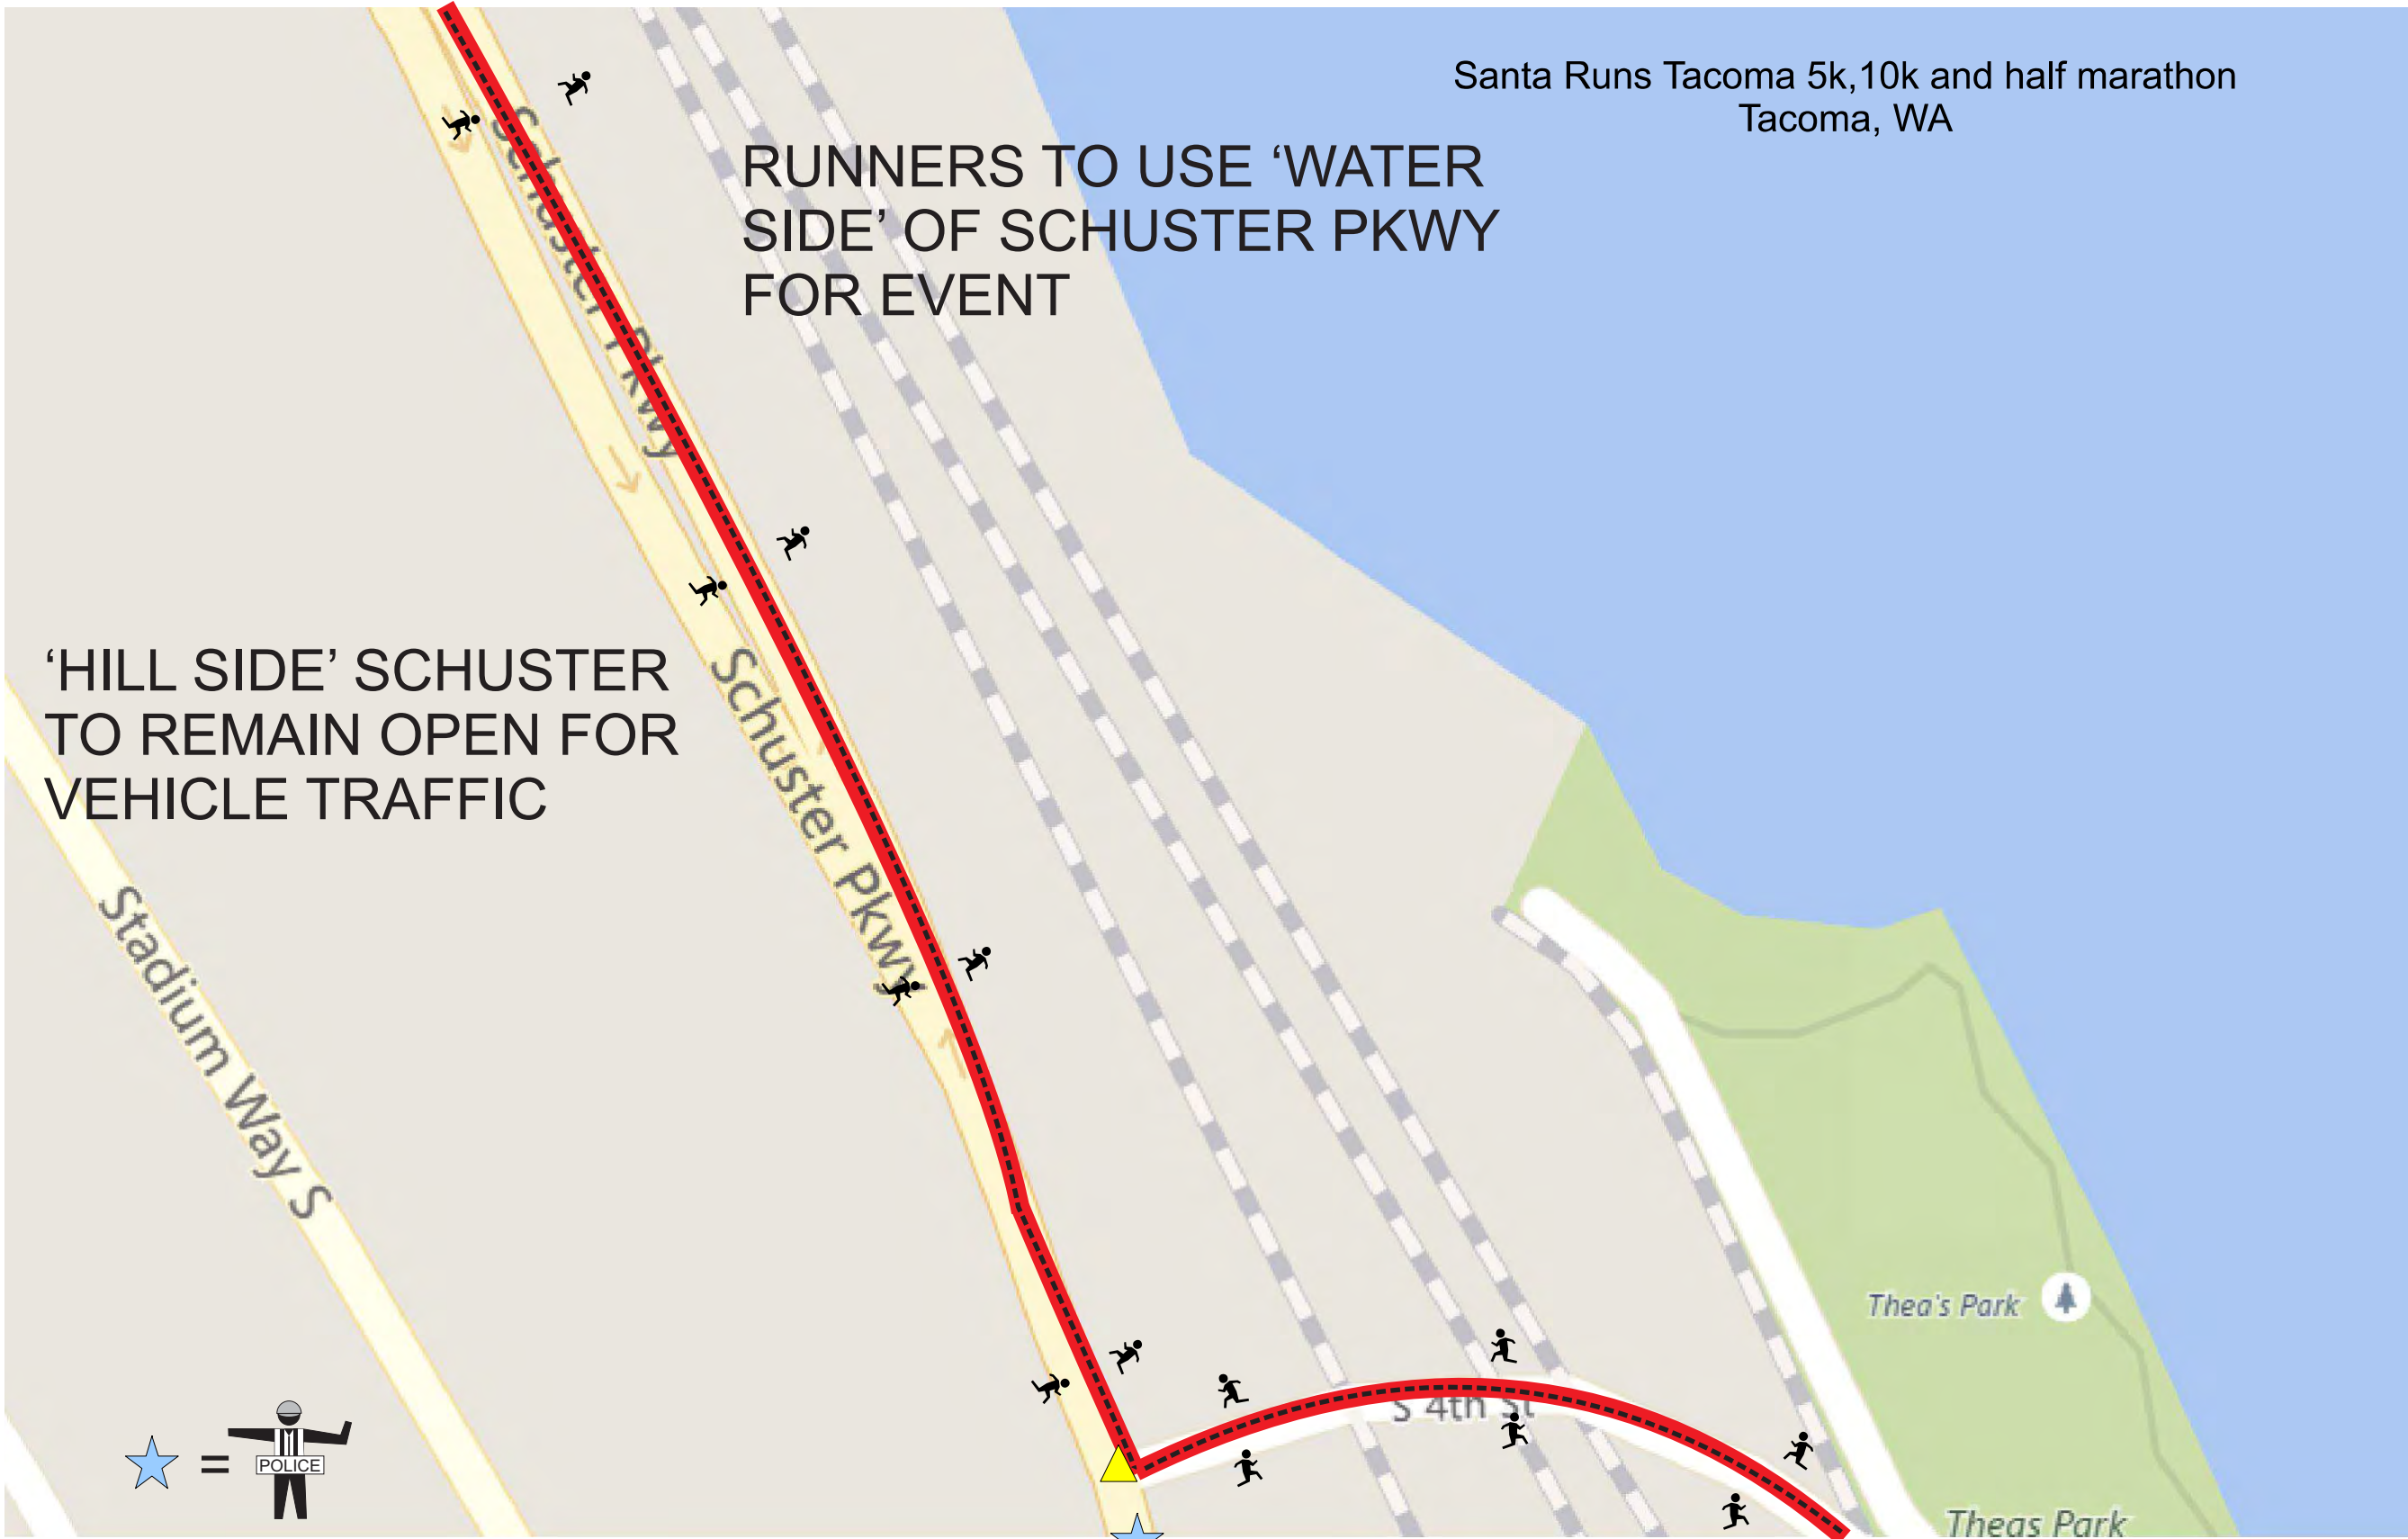 Santa Runs Tacoma 5k,10k and half marathon
Tacoma, WA
RUNNERS TO USE ‘WATER
SIDE’ OF SCHUSTER PKWY
FOR EVENT
Schuster Pkwy
‘HILL SIDE’ SCHUSTER
TO REMAIN OPEN FOR
VEHICLE TRAFFIC
Schuster Pkwy
Stadium Way S
Thea's Park
S 4th St
=
POLICE
Theas Park